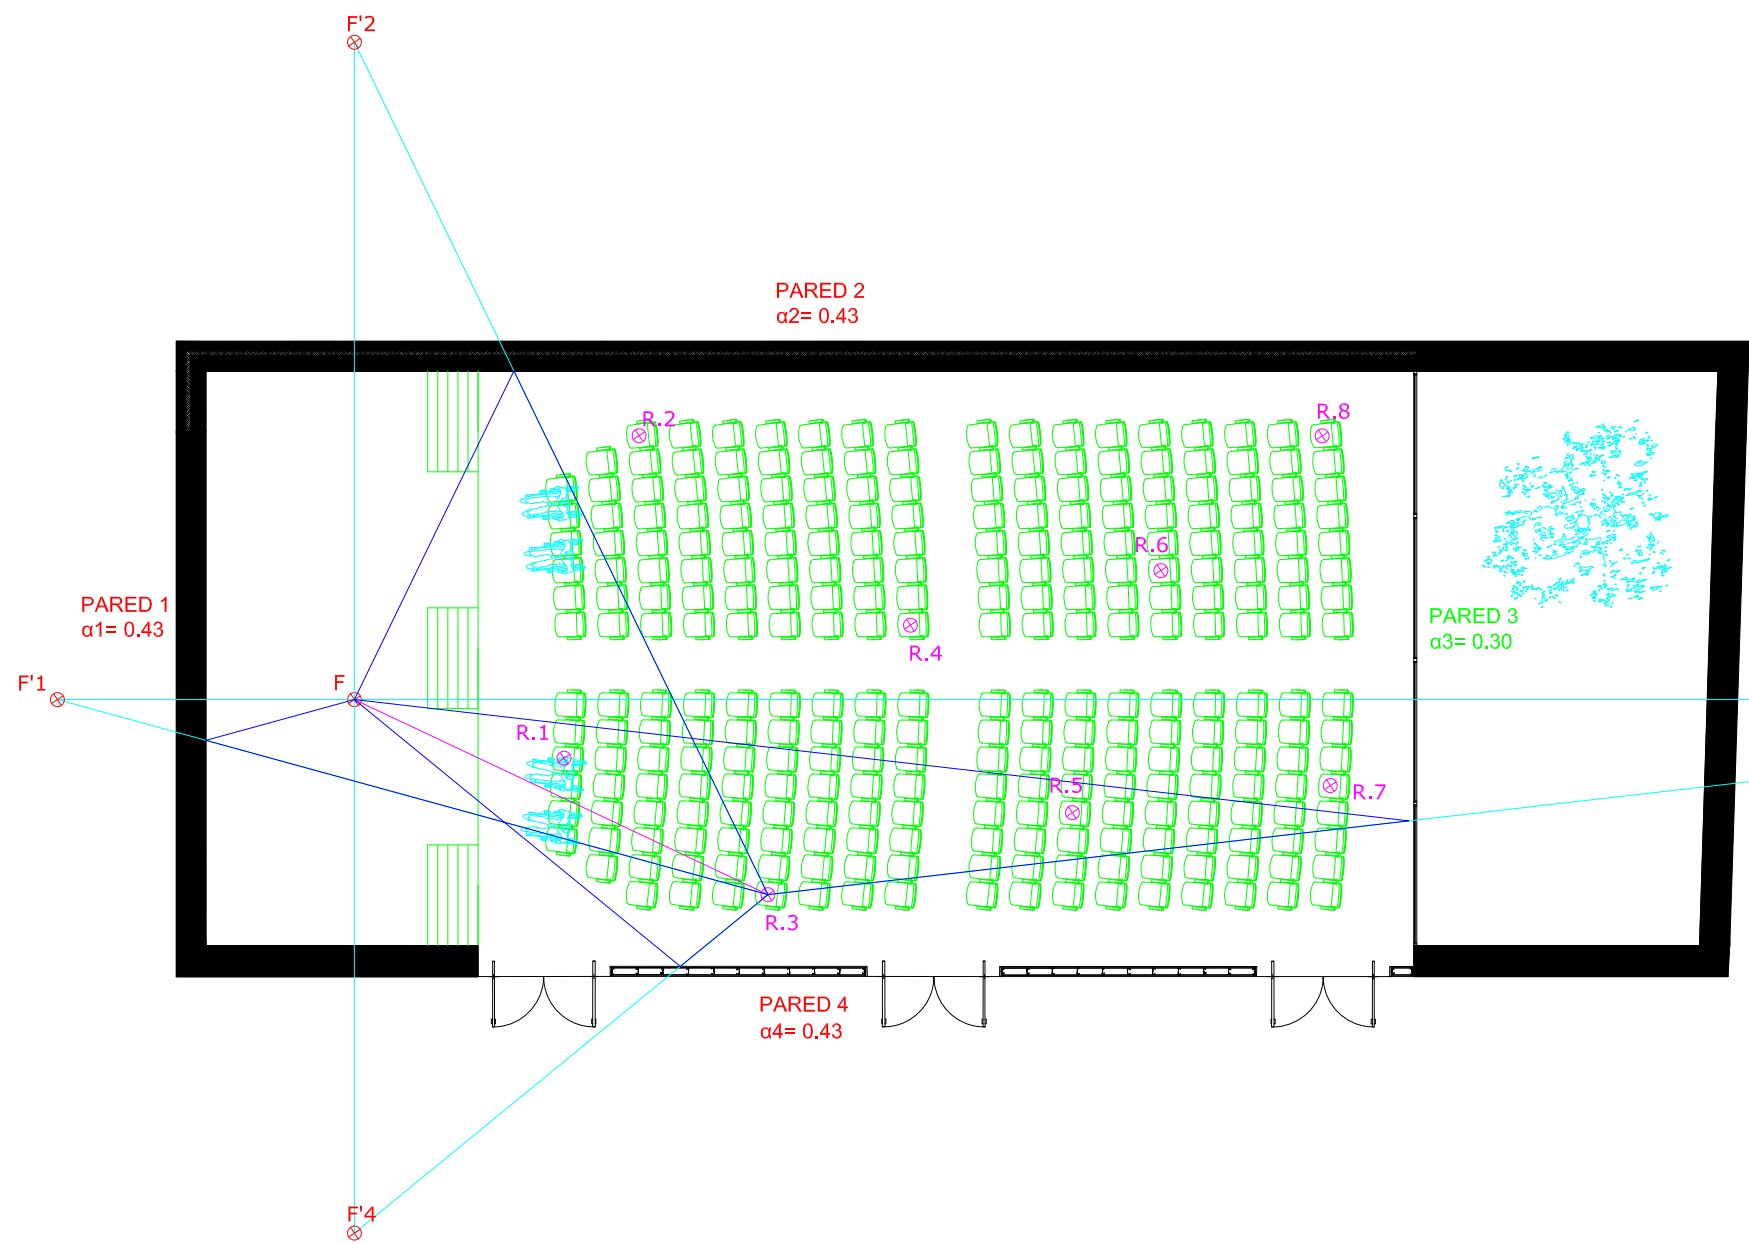 F'2
PARED 2
α2= 0.43
R.2
R.8
R.6
PARED 1
α1= 0.43
PARED 3
α3= 0.30
R.4
F'1
F
R.1
R.5
R.7
R.3
PARED 4
α4= 0.43
F'4